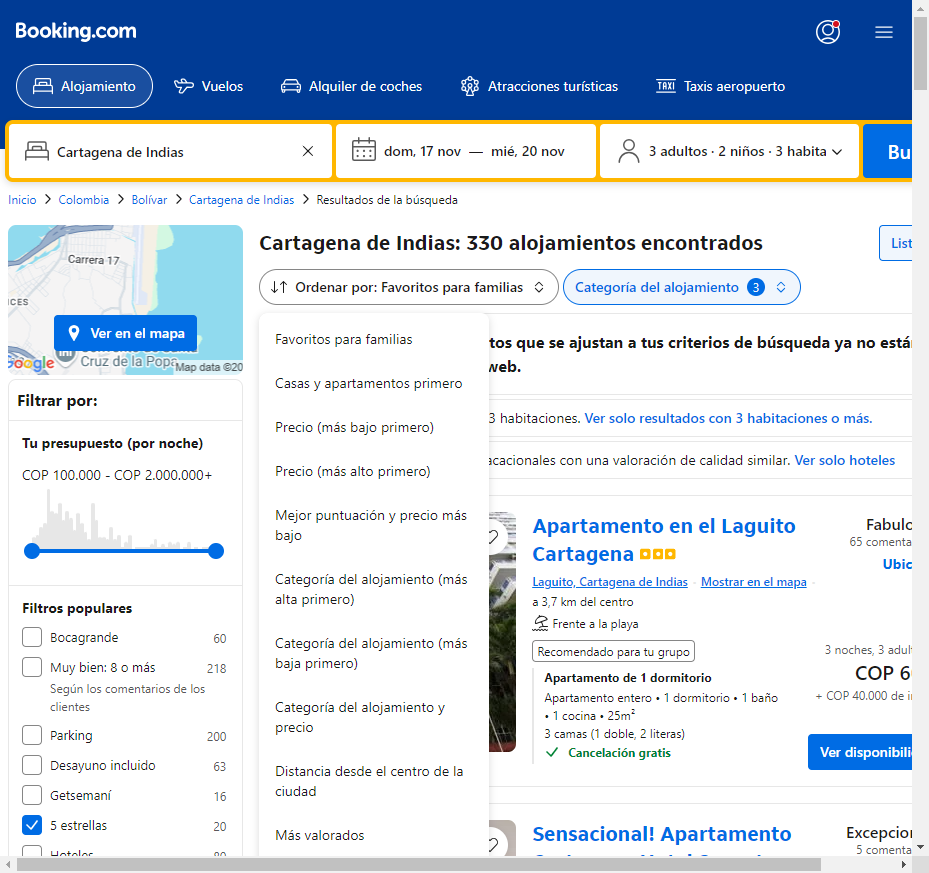 Booking.com
Alojamiento
Vuelos
Alquiler de coches
Atracciones turísticas
TAXI
Taxis aeropuerto
Cartagena de Indias
dom, 17 nov — mié, 20 nov
3 adultos · 2 niños · 3 habita
Bu
Inicio
Colombia
Bolívar
Cartagena de Indias
Resultados de la búsqueda
Carrera 17
ICES
Ver en el mapa
Cruz de la Popa
Google
Map data ©20
Cartagena de Indias: 330 alojamientos encontrados
List
Ordenar por: Favoritos para familias
Categoría del alojamiento 3
Favoritos para familias
Casas y apartamentos primero
Precio (más bajo primero)
Precio (más alto primero)
Mejor puntuación y precio más
bajo
Categoría del alojamiento (más
alta primero)
Categoría del alojamiento (más
baja primero)
Categoría del alojamiento y
precio
Distancia desde el centro de la
ciudad
Más valorados
tos que se ajustan a tus criterios de búsqueda ya no está
web.
3 habitaciones. Ver solo resultados con 3 habitaciones o más.
acacionales con una valoración de calidad similar. Ver solo hoteles
Filtrar por:
Tu presupuesto (por noche)
COP 100.000 - COP 2.000.000+
Filtros populares
Bocagrande 60
Muy bien: 8 o más 218
Según los comentarios de los
clientes
Parking 200
Desayuno incluido 63
Getsemaní 16
5 estrellas 20
Hoteles 80
Apartamento en el Laguito
Cartagena
Laguito, Cartagena de Indias · Mostrar en el mapa ·
a 3,7 km del centro
Frente a la playa
Recomendado para tu grupo
Apartamento de 1 dormitorio
Apartamento entero • 1 dormitorio • 1 baño
• 1 cocina • 25m²
3 camas (1 doble, 2 literas)
Cancelación gratis
Fabulo
65 comenta
Ubic
3 noches, 3 adult
COP 6
+ COP 40.000 de i
Ver disponibili
Sensacional! Apartamento
Excepcion
5 comenta